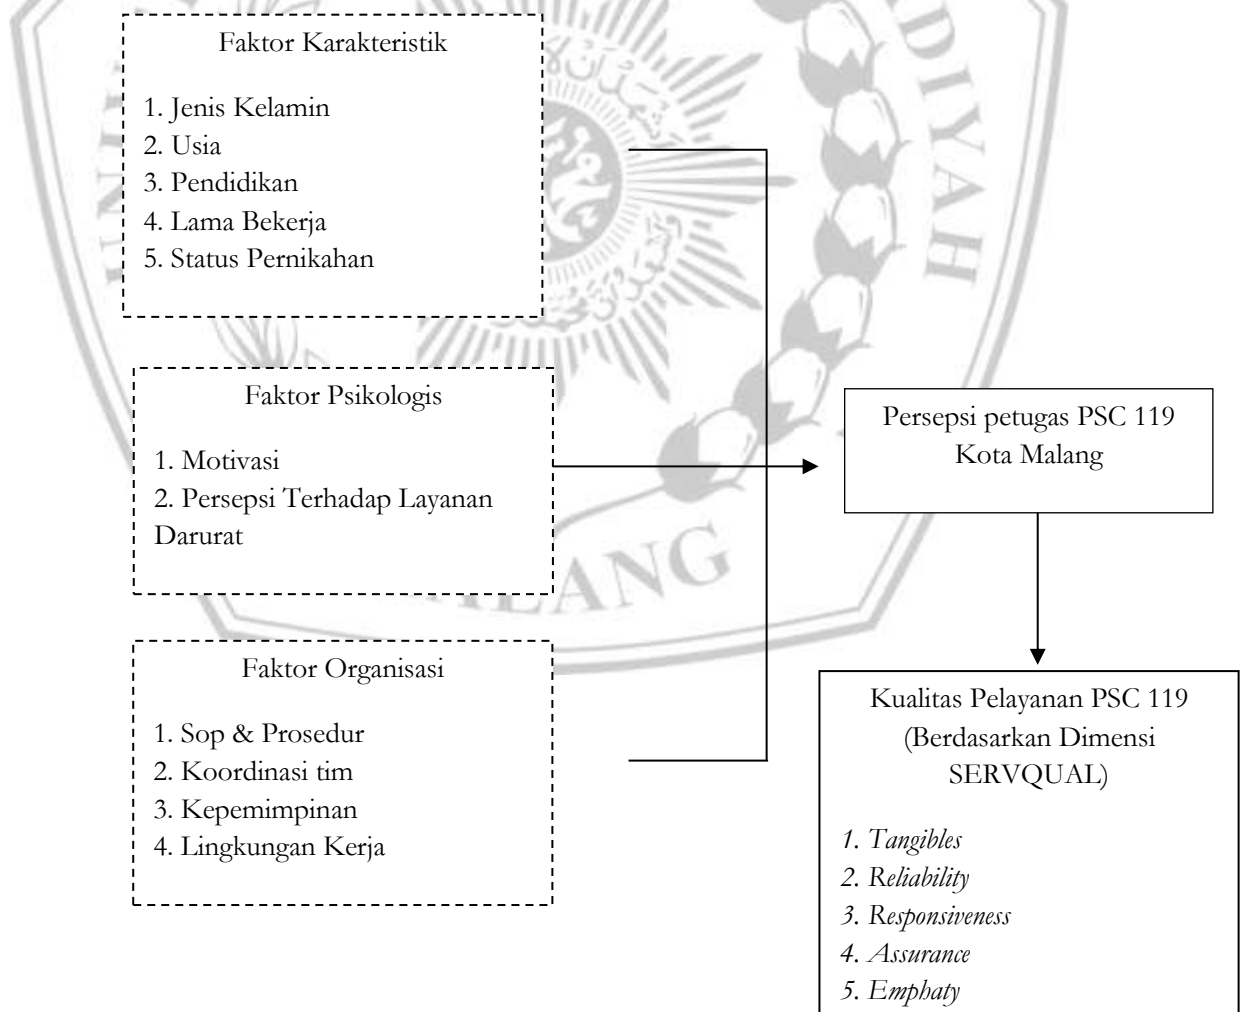 Faktor Karakteristik
1. Jenis Kelamin
2. Usia
3. Pendidikan
4. Lama Bekerja
5. Status Pernikahan
Faktor Psikologis
1. Motivasi
2. Persepsi Terhadap Layanan
Darurat
Faktor Organisasi
1. Sop & Prosedur
2. Koordinasi tim
3. Kepemimpinan
4. Lingkungan Kerja
Persepsi petugas PSC 119
Kota Malang
Kualitas Pelayanan PSC 119
(Berdasarkan Dimensi
SERVQUAL)
1. Tangibles
2. Reliability
3. Responsiveness
4. Assurance
5. Emphaty